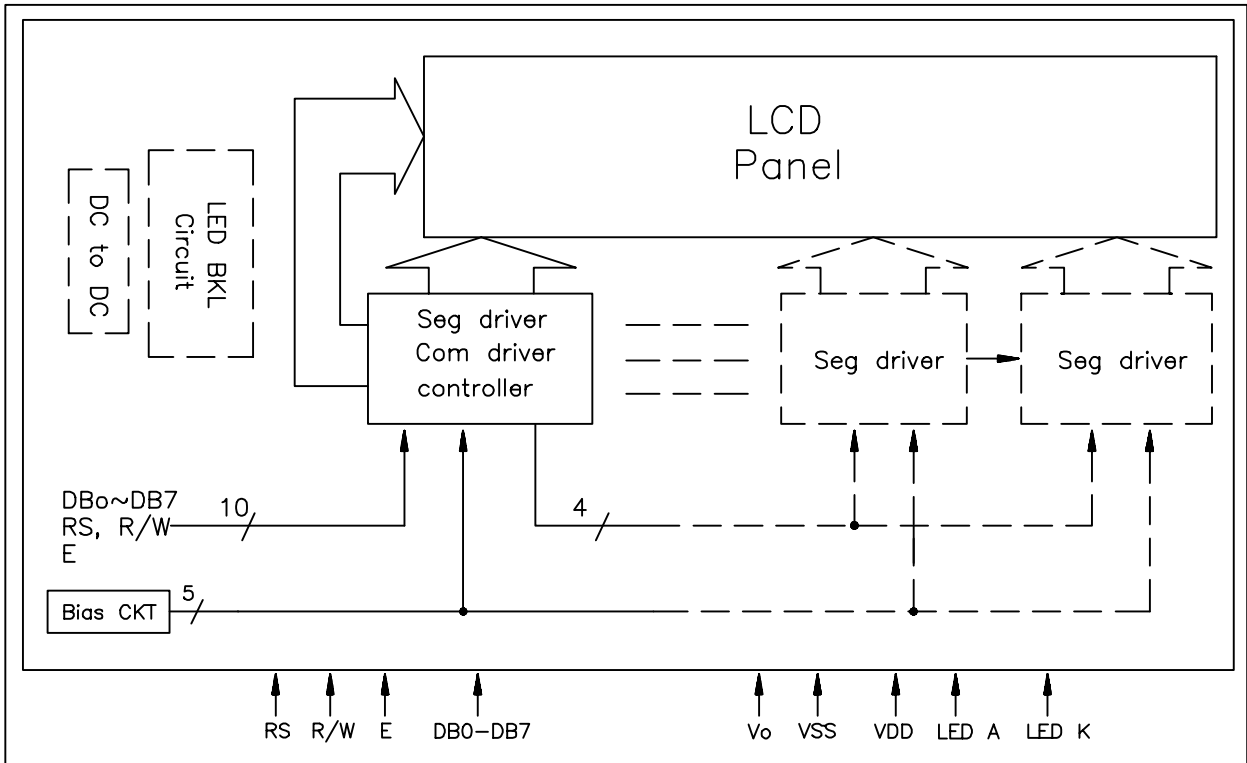 LCD
Panel
DC to DC
LED BKL
Circuit
Seg driver
Com driver
controller
Seg driver
Seg driver
DBo~DB7
RS, R/W
E
10
4
Bias CKT
5
RS
R/W
E
DB0-DB7
Vo
VSS
VDD
LED A
LED K